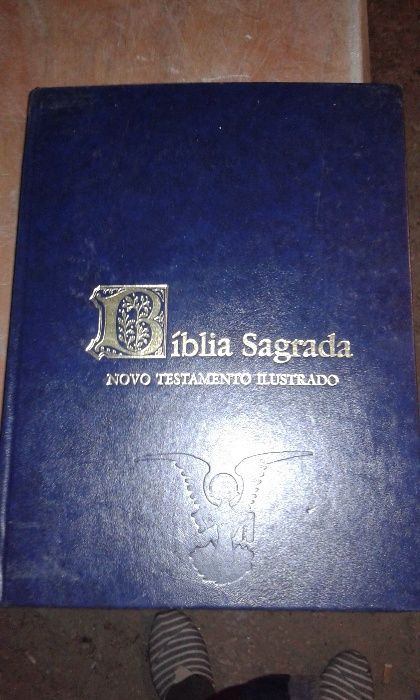 Bíblia Sagrada
NOVO TESTAMENTO ILUSTRADO